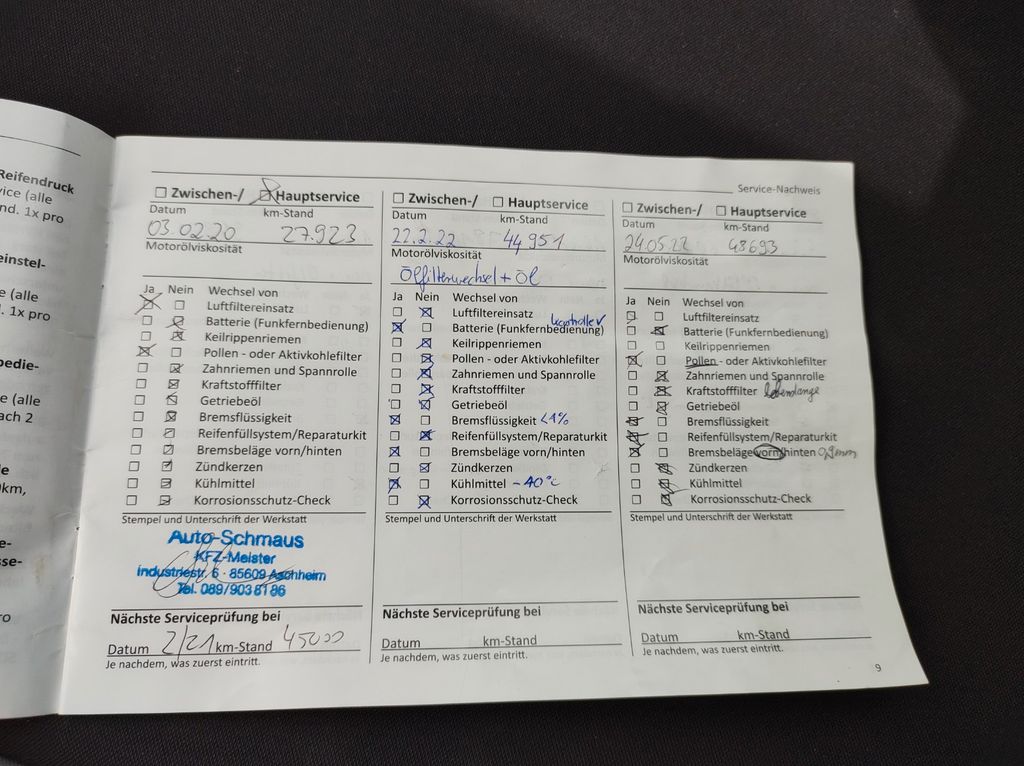 Reifendruck
vice (alle
nd. 1x pro
einstel-
e (alle
. 1x pro
bedie-
e (alle
ach 2
km,
e-
sse-
ro
Service-Nachweis
Zwischen-/ Hauptservice
Datum km-Stand
03.02.20 27.923
Motorölviskosität
Ja Nein Wechsel von
Luftfiltereinsatz
Batterie (Funkfernbedienung)
Keilrippenriemen
Pollen - oder Aktivkohlefilter
Zahnriemen und Spannrolle
Kraftstofffilter
Getriebeöl
Bremsflüssigkeit
Reifenfüllsystem/Reparaturkit
Bremsbeläge vorn/hinten
Zündkerzen
Kühlmittel
Korrosionsschutz-Check
Stempel und Unterschrift der Werkstatt
Auto-Schmaus
KFZ-Meister
Industriestr. 6 - 85609 Aschheim
Tel. 089/903 81 86
Nächste Serviceprüfung bei
Datum 2/21 km-Stand 45000
Je nachdem, was zuerst eintritt.
Zwischen-/ Hauptservice
Datum km-Stand
22.2.22 44951
Motorölviskosität
Ölfilterwechsel + Öl
Ja Nein Wechsel von
Luftfiltereinsatz
Batterie (Funkfernbedienung)
Keilrippenriemen
Pollen - oder Aktivkohlefilter
Zahnriemen und Spannrolle
Kraftstofffilter
Getriebeöl
Bremsflüssigkeit <1%
Reifenfüllsystem/Reparaturkit
Bremsbeläge vorn/hinten
Zündkerzen
Kühlmittel -40°C
Korrosionsschutz-Check
Stempel und Unterschrift der Werkstatt
Nächste Serviceprüfung bei
Datum km-Stand
Je nachdem, was zuerst eintritt.
Zwischen-/ Hauptservice
Datum km-Stand
24.05.22 48693
Motorölviskosität
Ja Nein Wechsel von
Luftfiltereinsatz
Batterie (Funkfernbedienung)
Keilrippenriemen
Pollen - oder Aktivkohlefilter
Zahnriemen und Spannrolle
Kraftstofffilter
Getriebeöl
Bremsflüssigkeit
Reifenfüllsystem/Reparaturkit
Bremsbeläge vorn/hinten
Zündkerzen
Kühlmittel
Korrosionsschutz-Check
Stempel und Unterschrift der Werkstatt
Nächste Serviceprüfung bei
Datum km-Stand
Je nachdem, was zuerst eintritt.
9